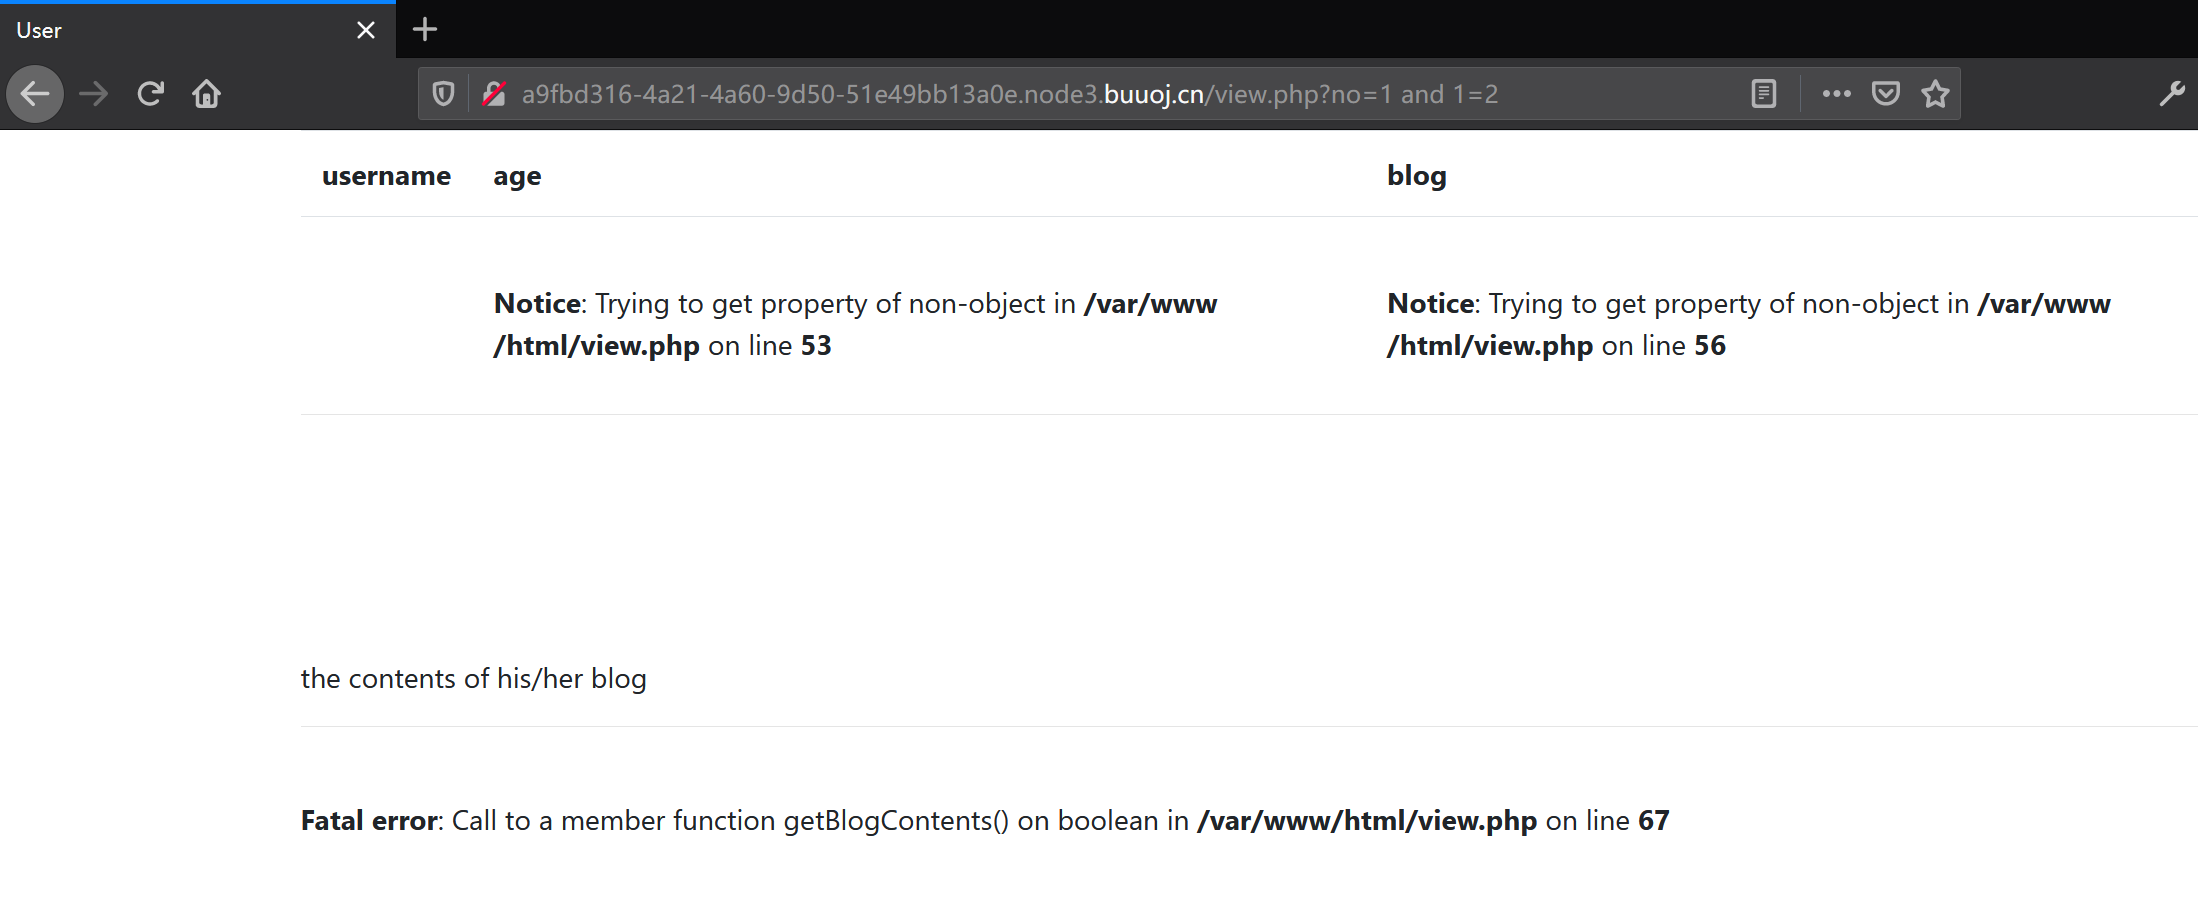 User
a9fbd316-4a21-4a60-9d50-51e49bb13a0e.node3.buuoj.cn/view.php?no=1 and 1=2
username age blog
Notice: Trying to get property of non-object in /var/www
/html/view.php on line 53
Notice: Trying to get property of non-object in /var/www
/html/view.php on line 56
the contents of his/her blog
Fatal error: Call to a member function getBlogContents() on boolean in /var/www/html/view.php on line 67